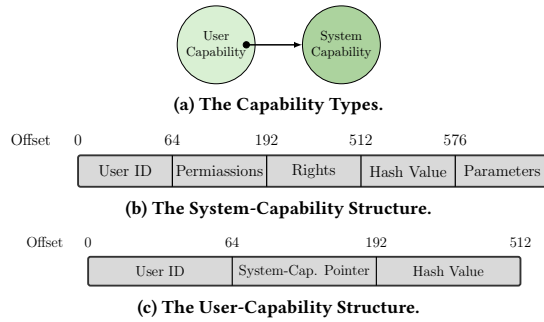 User
Capability
System
Capability
(a) The Capability Types.
Offset 0 64 192 512 576
User ID Permiassions Rights Hash Value Parameters
(b) The System-Capability Structure.
Offset 0 64 192 512
User ID System-Cap. Pointer Hash Value
(c) The User-Capability Structure.